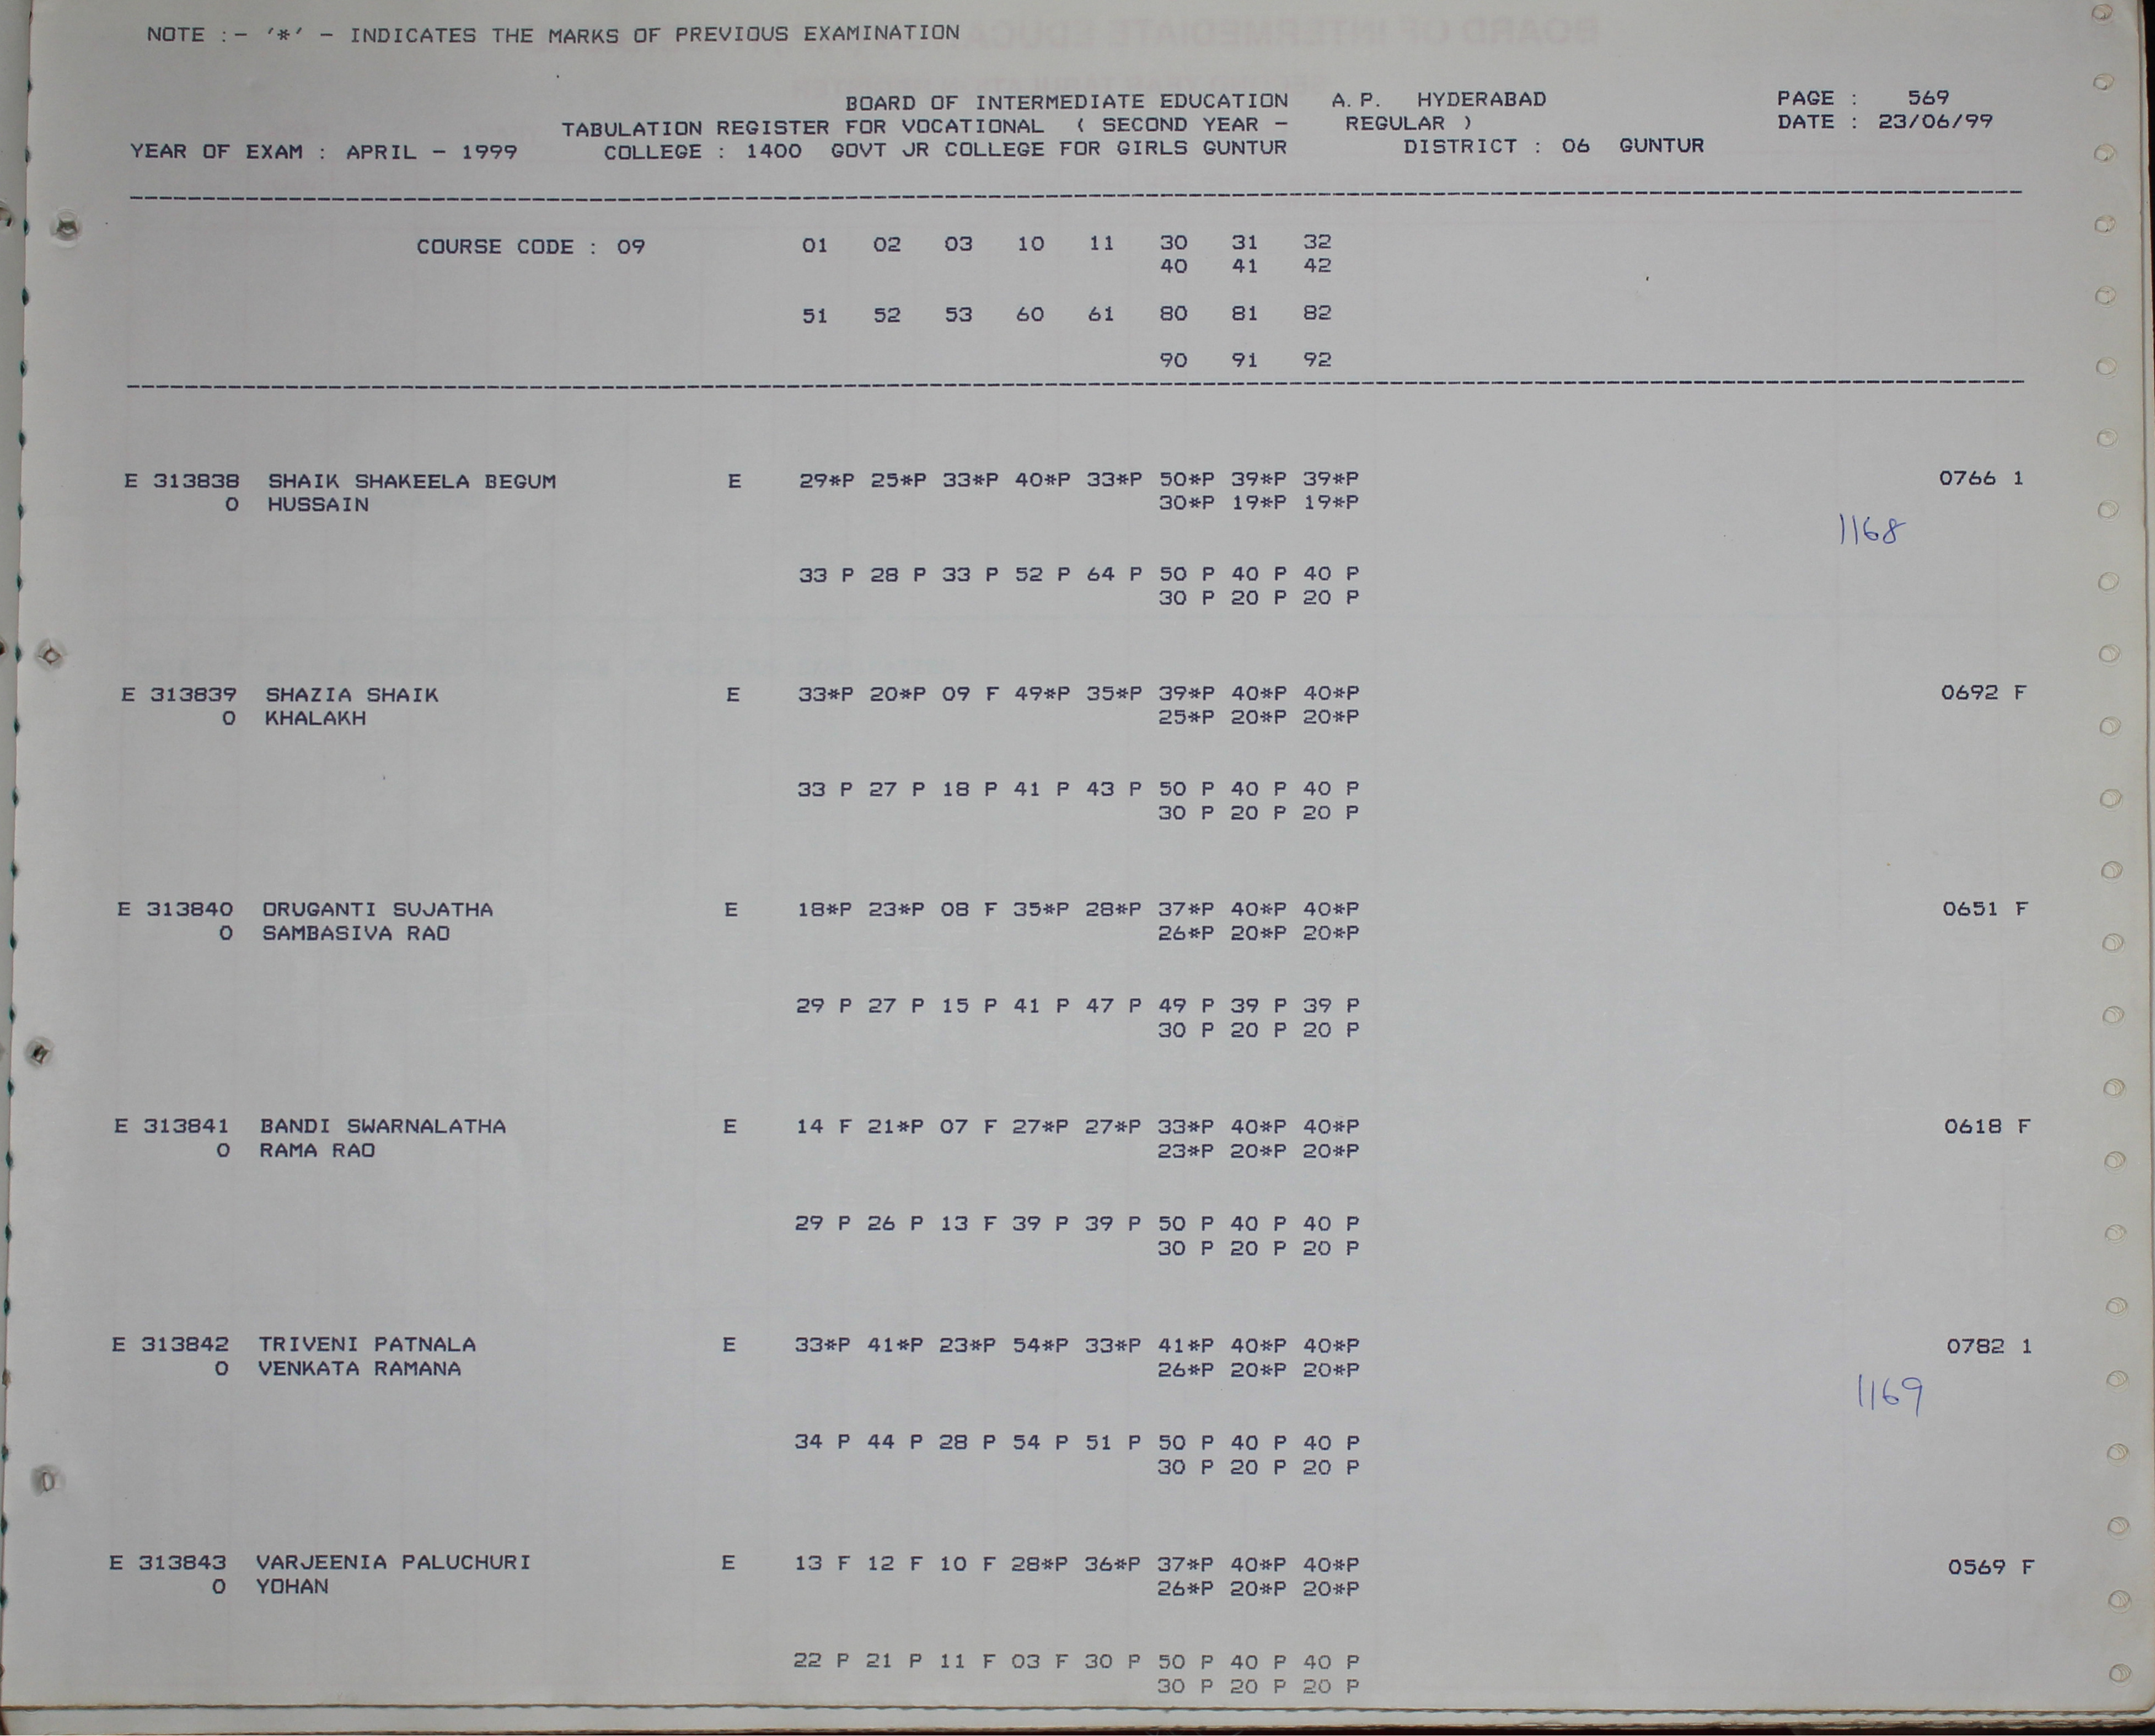 NOTE :- '*' - INDICATES THE MARKS OF PREVIOUS EXAMINATION
BOARD OF INTERMEDIATE EDUCATION A.P. HYDERABAD PAGE : 569
TABULATION REGISTER FOR VOCATIONAL ( SECOND YEAR - REGULAR ) DATE : 23/06/99
YEAR OF EXAM : APRIL - 1999 COLLEGE : 1400 GOVT JR COLLEGE FOR GIRLS GUNTUR DISTRICT : 06 GUNTUR
COURSE CODE : 09 01 02 03 10 11 30 31 32
40 41 42
51 52 53 60 61 80 81 82
90 91 92
E 313838 SHAIK SHAKEELA BEGUM E 29*P 25*P 33*P 40*P 33*P 50*P 39*P 39*P 0766 1
0 HUSSAIN 30*P 19*P 19*P
1168
33 P 28 P 33 P 52 P 64 P 50 P 40 P 40 P
30 P 20 P 20 P
E 313839 SHAZIA SHAIK E 33*P 20*P 09 F 49*P 35*P 39*P 40*P 40*P 0692 F
0 KHALAKH 25*P 20*P 20*P
33 P 27 P 18 P 41 P 43 P 50 P 40 P 40 P
30 P 20 P 20 P
E 313840 ORUGANTI SUJATHA E 18*P 23*P 08 F 35*P 28*P 37*P 40*P 40*P 0651 F
0 SAMBASIVA RAO 26*P 20*P 20*P
29 P 27 P 15 P 41 P 47 P 49 P 39 P 39 P
30 P 20 P 20 P
E 313841 BANDI SWARNALATHA E 14 F 21*P 07 F 27*P 27*P 33*P 40*P 40*P 0618 F
0 RAMA RAO 23*P 20*P 20*P
29 P 26 P 13 F 39 P 39 P 50 P 40 P 40 P
30 P 20 P 20 P
E 313842 TRIVENI PATNALA E 33*P 41*P 23*P 54*P 33*P 41*P 40*P 40*P 0782 1
0 VENKATA RAMANA 26*P 20*P 20*P
1169
34 P 44 P 28 P 54 P 51 P 50 P 40 P 40 P
30 P 20 P 20 P
E 313843 VARJEENIA PALUCHURI E 13 F 12 F 10 F 28*P 36*P 37*P 40*P 40*P 0569 F
0 YOHAN 26*P 20*P 20*P
22 P 21 P 11 F 03 F 30 P 50 P 40 P 40 P
30 P 20 P 20 P